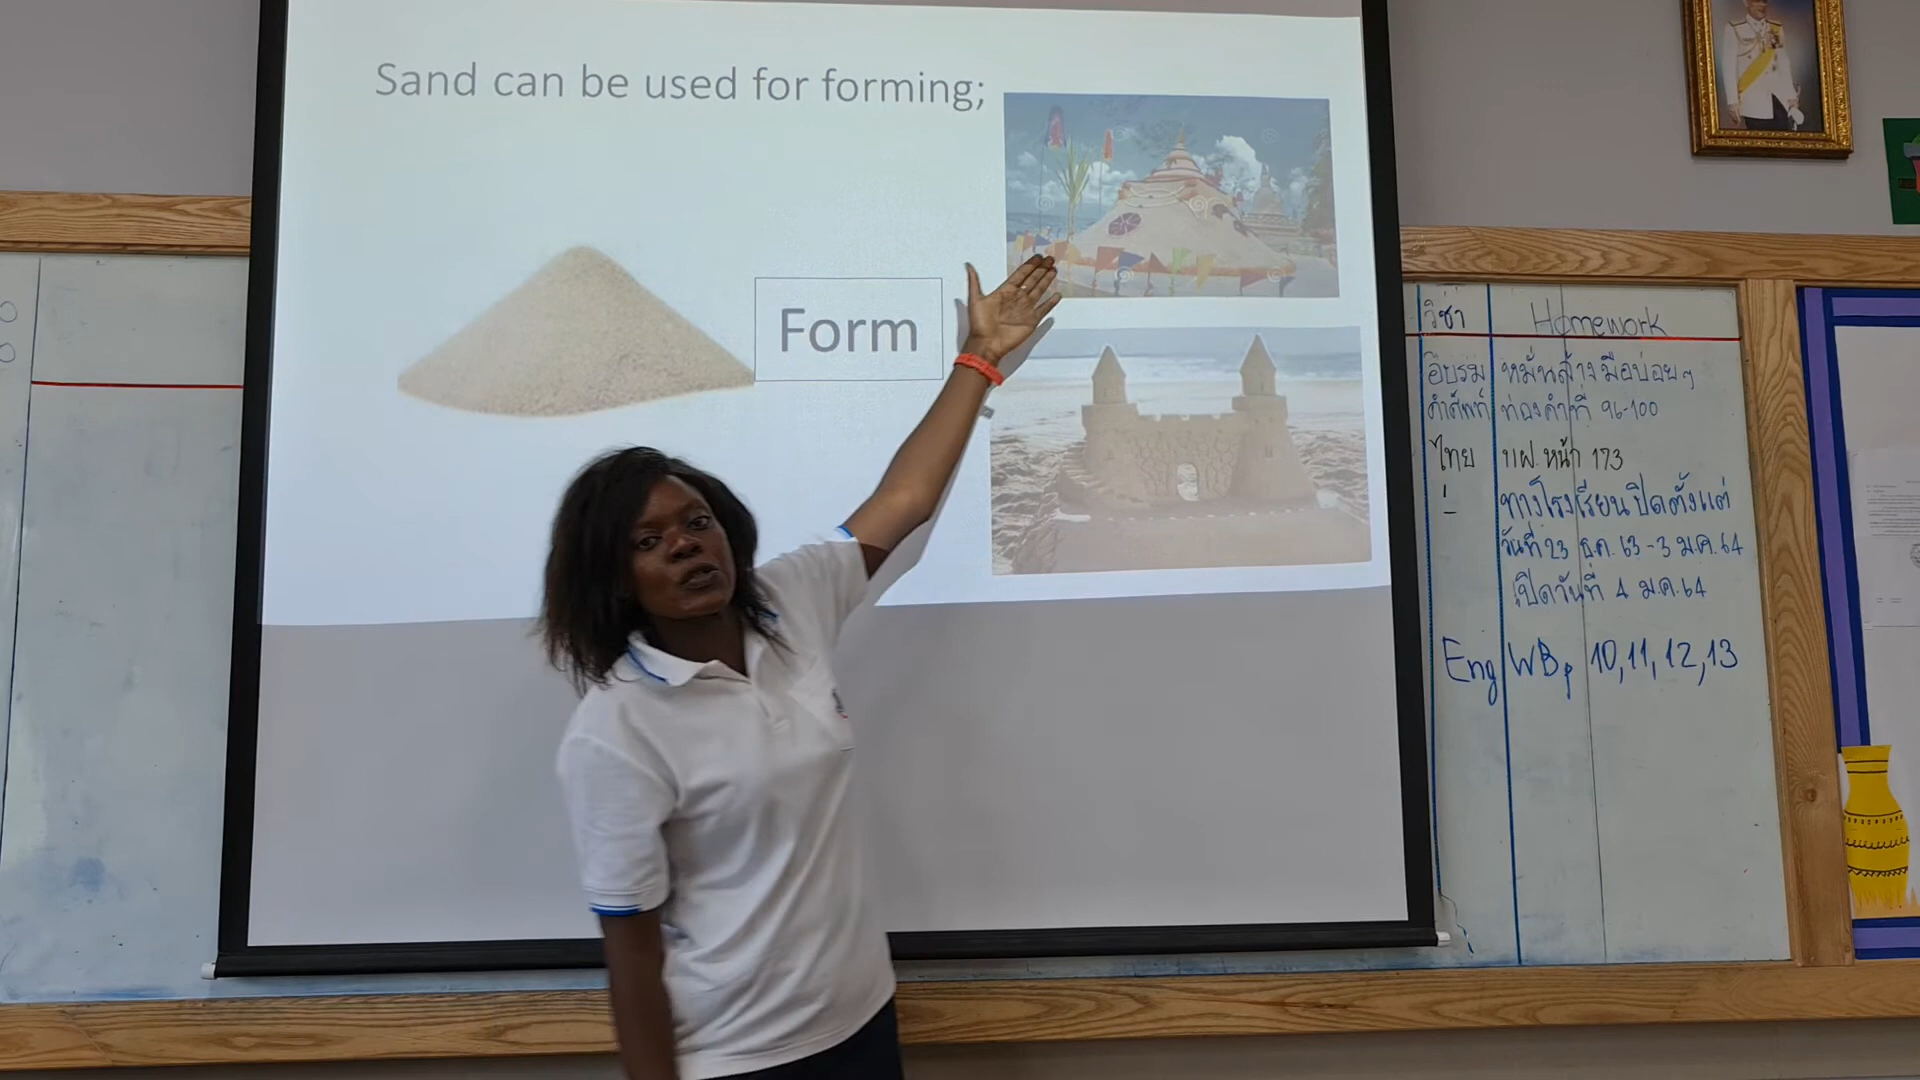 Sand can be used for forming;
Form
วิชา Homework
อบรม หมั่นล้างมือบ่อยๆ
คำศัพท์ ท่องคำที่ 96-100
ไทย แฝ. หน้า 173
! ทางโรงเรียนปิดตั้งแต่
วันที่ 23 ธ.ค. 63 - 3 ม.ค. 64
เปิดวันที่ 4 ม.ค. 64
Eng WBp 10, 11, 12, 13